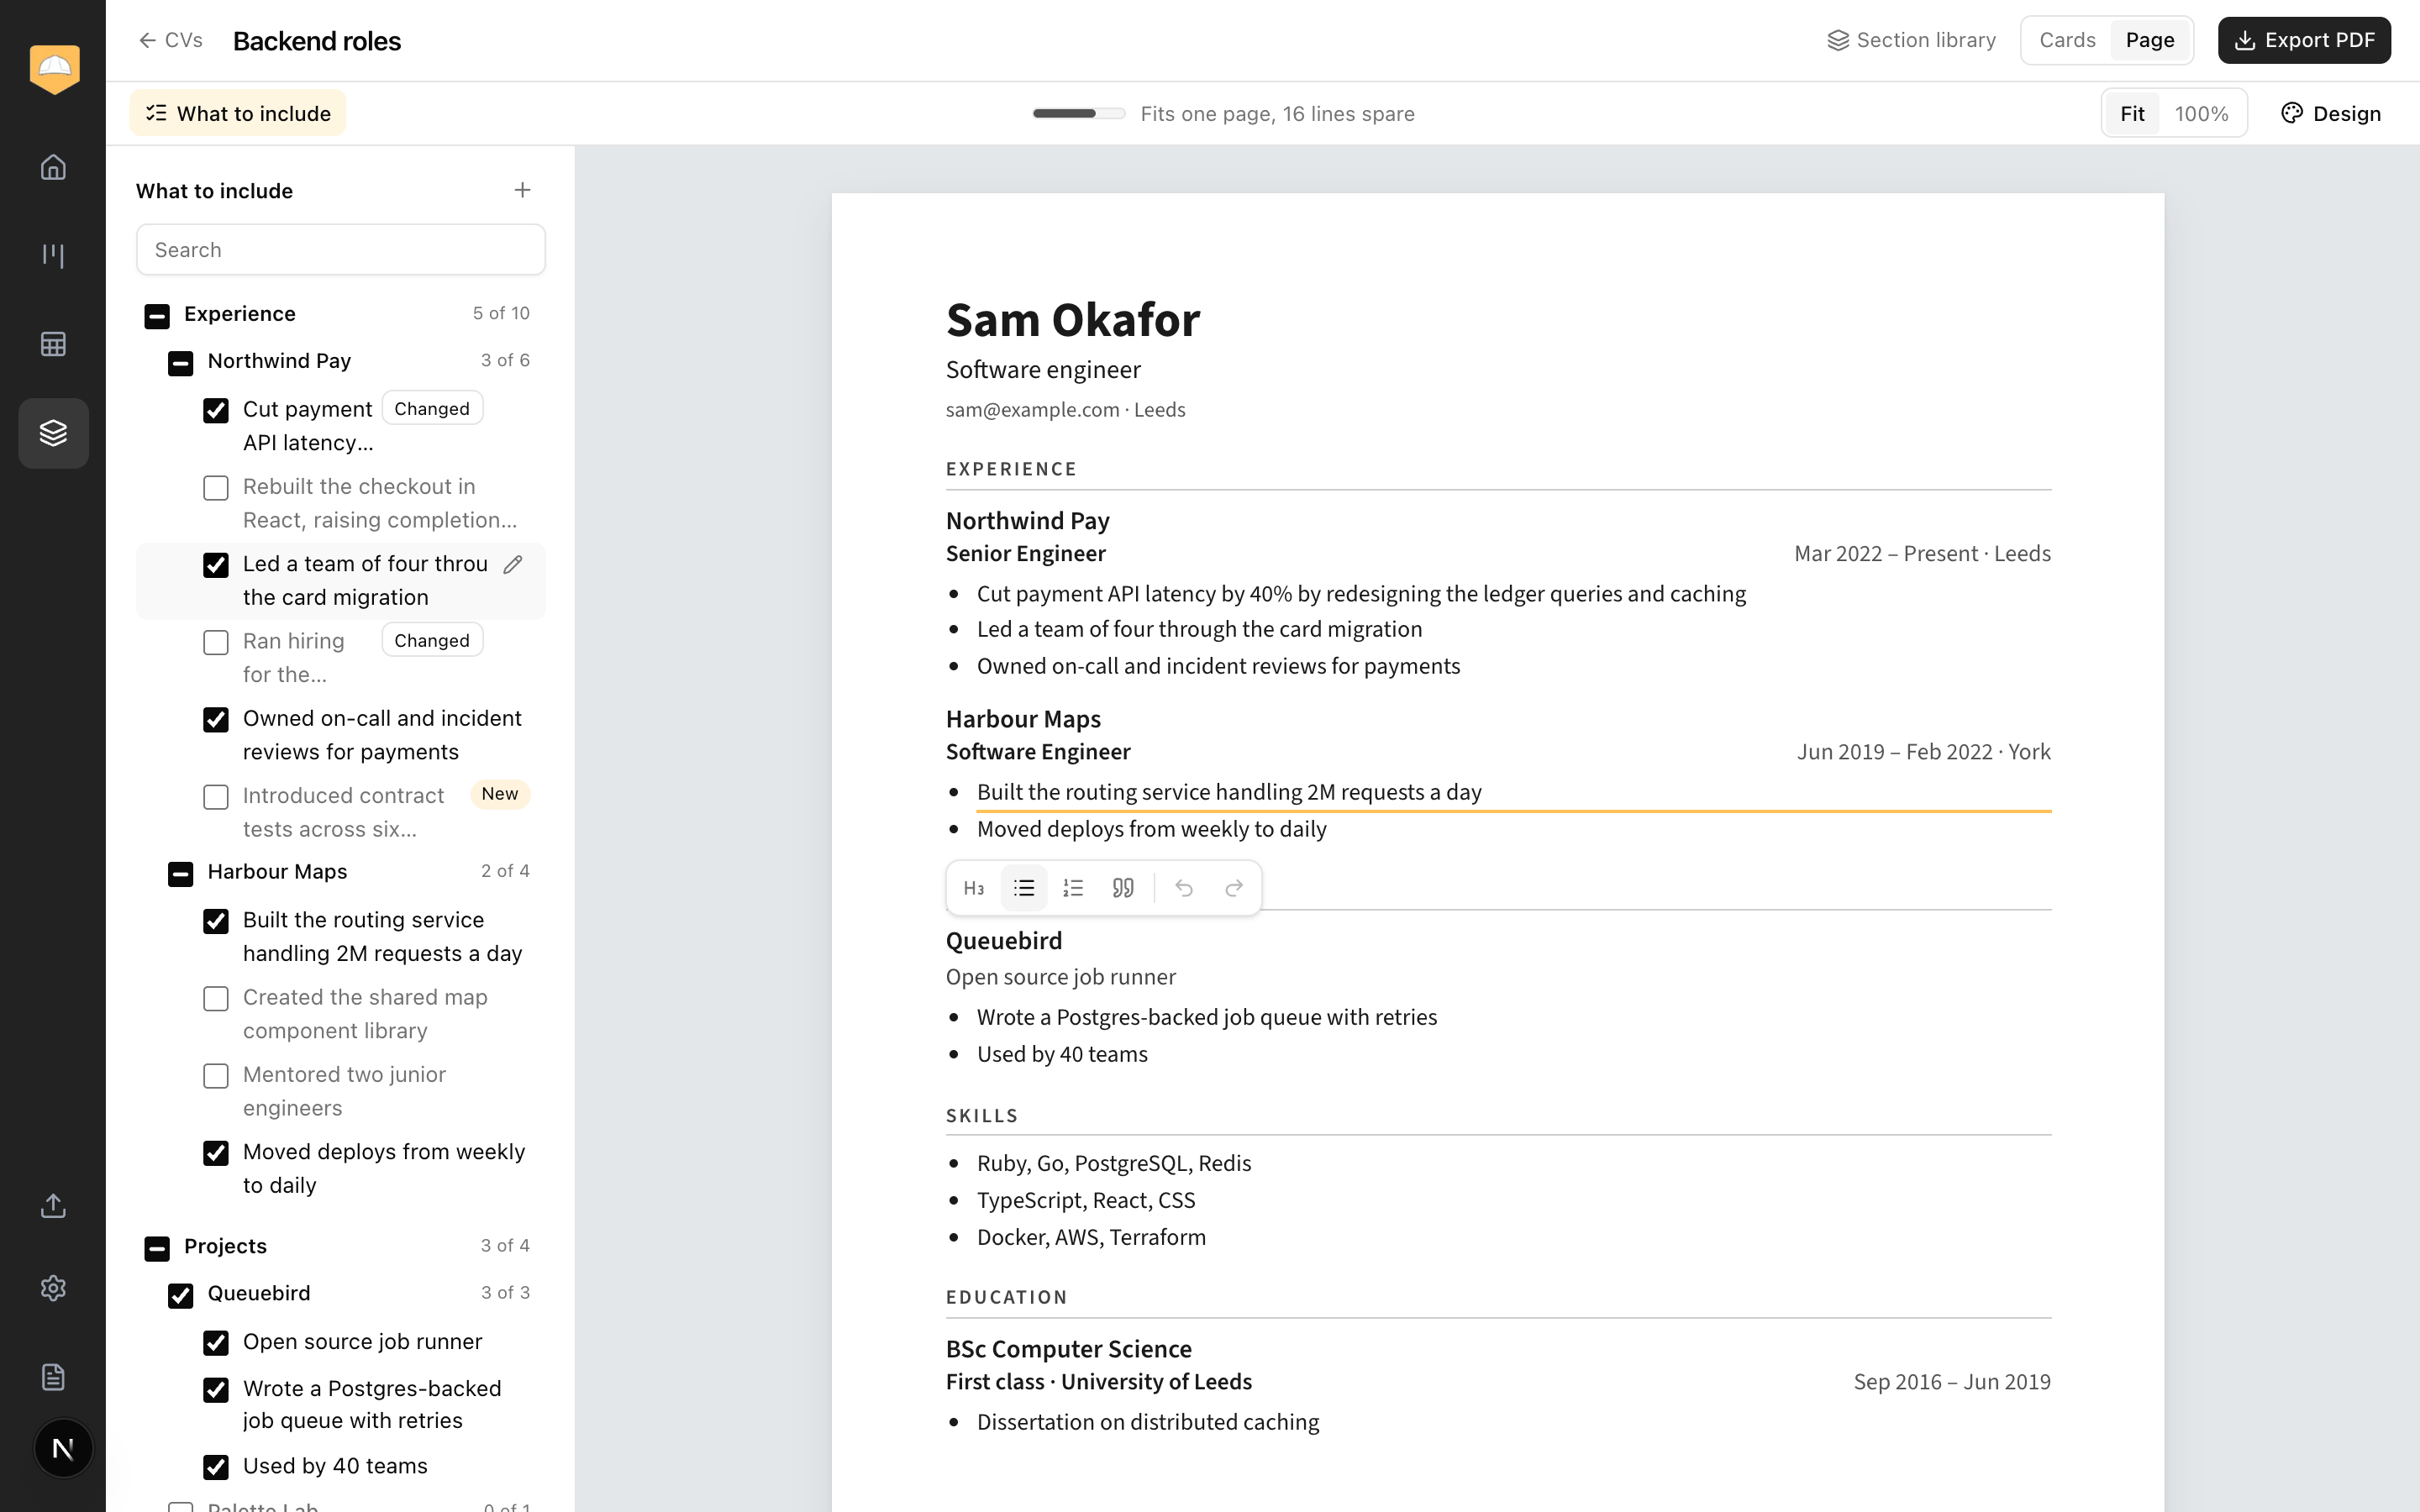 CVs
Backend roles
Section library
Cards
Page
Export PDF
What to include
Fits one page, 16 lines spare
Fit
100%
Design
What to include
Search
Experience
5 of 10
Northwind Pay
3 of 6
Cut payment
API latency...
Changed
Rebuilt the checkout in
React, raising completion...
Led a team of four throu
the card migration
Ran hiring
for the...
Changed
Owned on-call and incident
reviews for payments
Introduced contract
tests across six...
New
Harbour Maps
2 of 4
Built the routing service
handling 2M requests a day
Created the shared map
component library
Mentored two junior
engineers
Moved deploys from weekly
to daily
Projects
3 of 4
Queuebird
3 of 3
Open source job runner
Wrote a Postgres-backed
job queue with retries
Used by 40 teams
Palette Lab
0 of 1
N
Sam Okafor
Software engineer
sam@example.com · Leeds
EXPERIENCE
Northwind Pay
Senior Engineer
Mar 2022 – Present · Leeds
Cut payment API latency by 40% by redesigning the ledger queries and caching
Led a team of four through the card migration
Owned on-call and incident reviews for payments
Harbour Maps
Software Engineer
Jun 2019 – Feb 2022 · York
Built the routing service handling 2M requests a day
Moved deploys from weekly to daily
H3
Queuebird
Open source job runner
Wrote a Postgres-backed job queue with retries
Used by 40 teams
SKILLS
Ruby, Go, PostgreSQL, Redis
TypeScript, React, CSS
Docker, AWS, Terraform
EDUCATION
BSc Computer Science
First class · University of Leeds
Sep 2016 – Jun 2019
Dissertation on distributed caching